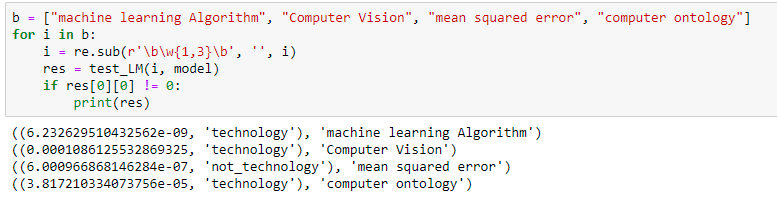 b = ["machine learning Algorithm", "Computer Vision", "mean squared error", "computer ontology"]
for i in b:
    i = re.sub(r'\b\w{1,3}\b', '', i)
    res = test_LM(i, model)
    if res[0][0] != 0:
        print(res)
((6.232629510432562e-09, 'technology'), 'machine learning Algorithm')
((0.0001086125532869325, 'technology'), 'Computer Vision')
((6.000966868146284e-07, 'not_technology'), 'mean squared error')
((3.817210334073756e-05, 'technology'), 'computer ontology')